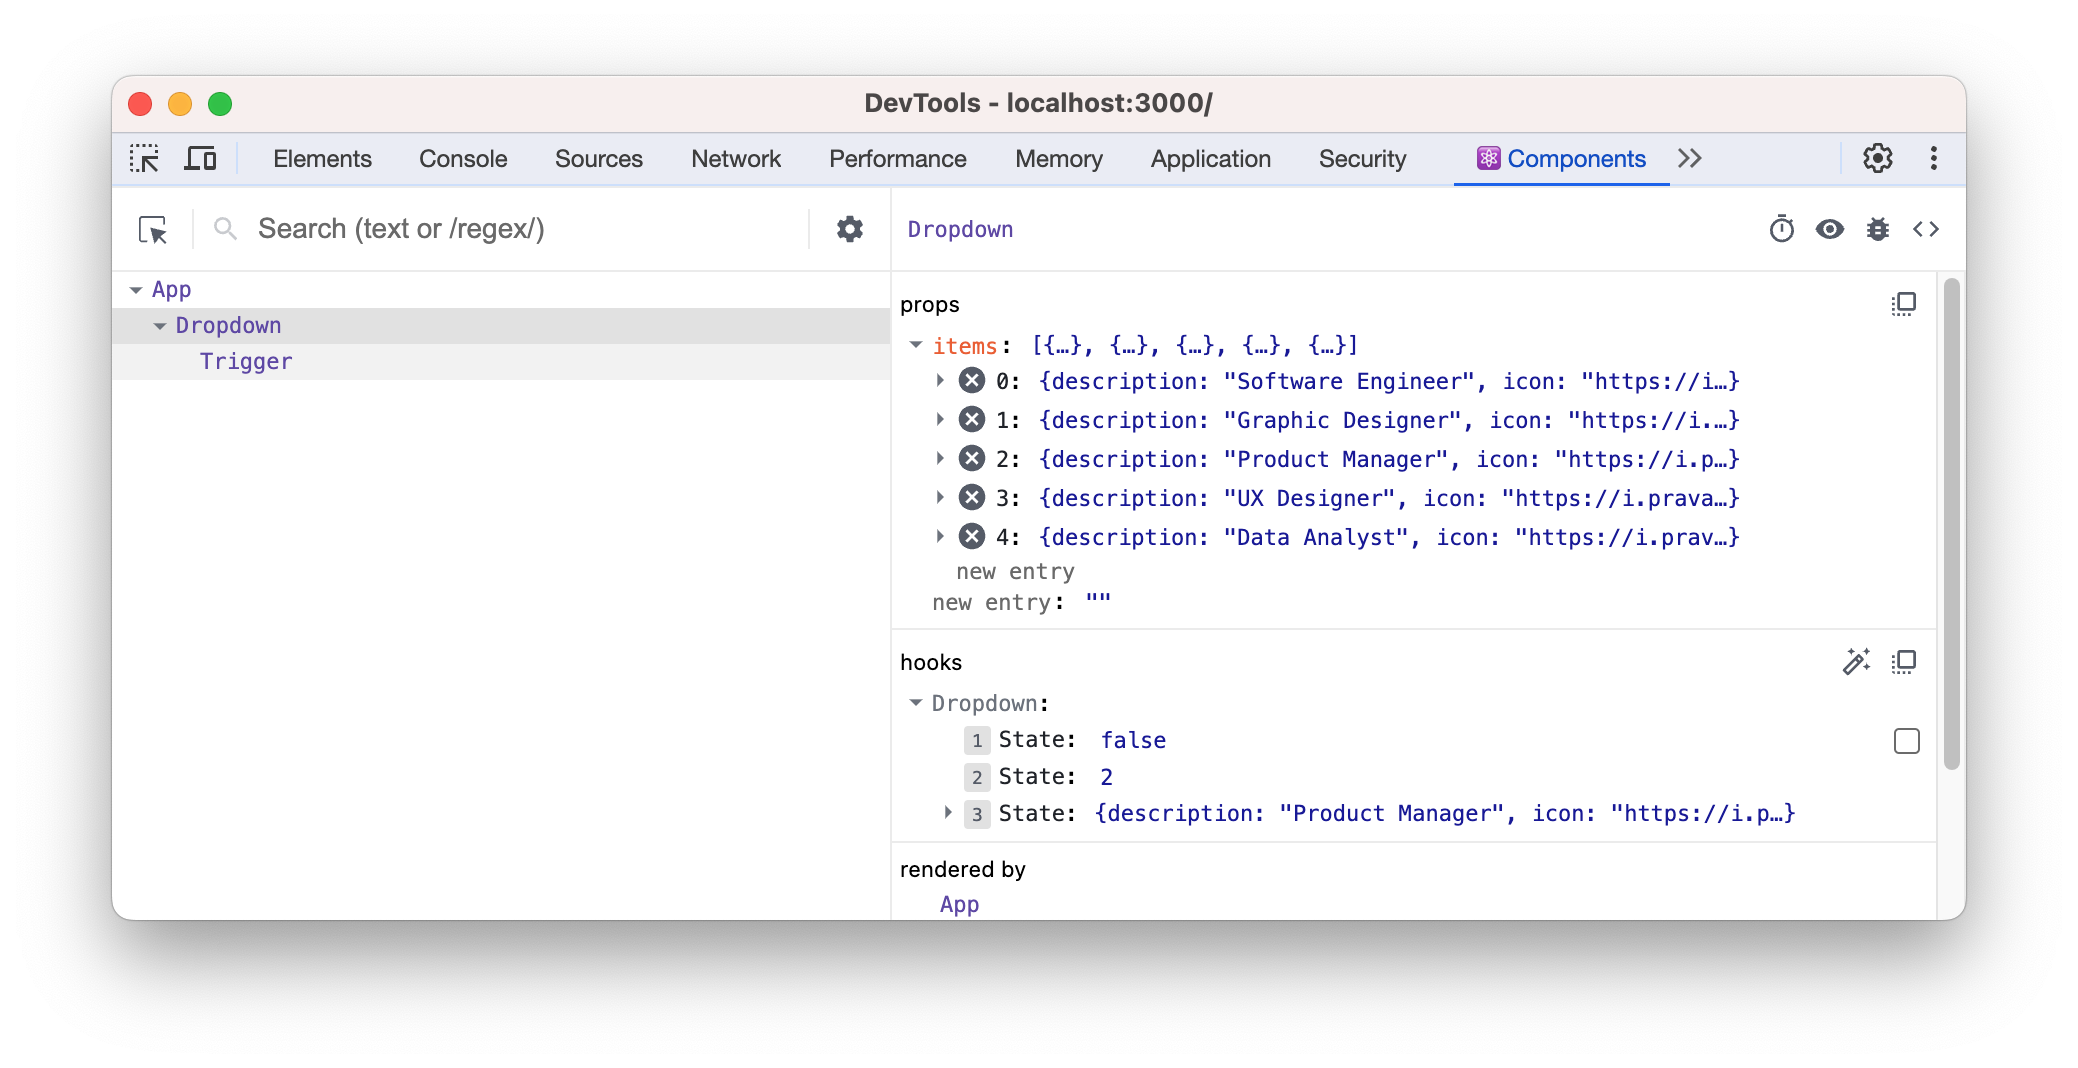 DevTools - localhost:3000/
Elements Console Sources Network Performance Memory Application Security Components
Search (text or /regex/)
App
Dropdown
Trigger
Dropdown
props
items: [{…}, {…}, {…}, {…}, {…}]
0: {description: "Software Engineer", icon: "https://i…}
1: {description: "Graphic Designer", icon: "https://i.…}
2: {description: "Product Manager", icon: "https://i.p…}
3: {description: "UX Designer", icon: "https://i.prava…}
4: {description: "Data Analyst", icon: "https://i.prav…}
new entry
new entry: ""
hooks
Dropdown:
1 State: false
2 State: 2
3 State: {description: "Product Manager", icon: "https://i.p…}
rendered by
App